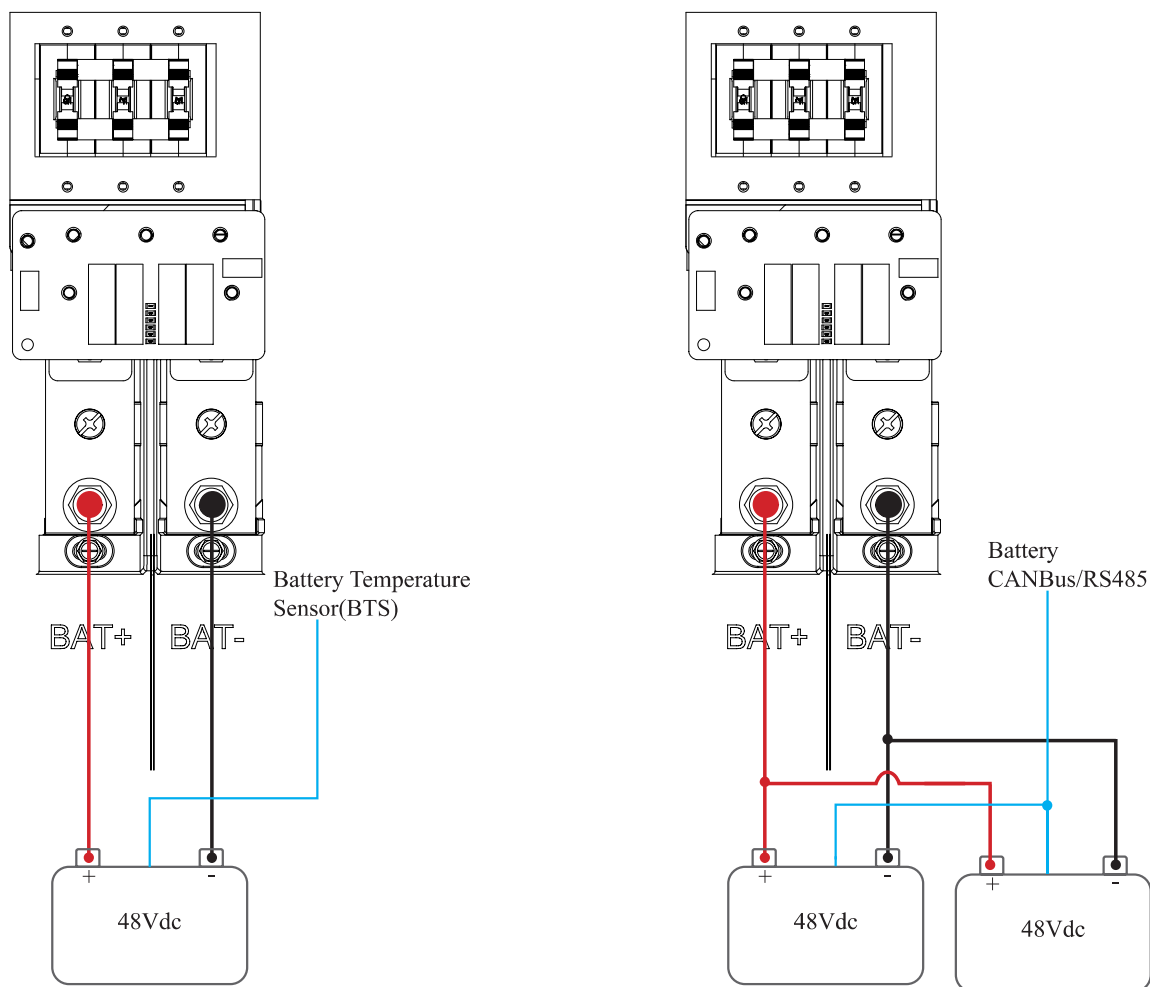 Battery Temperature
Sensor(BTS)
BAT+ BAT-
+ -
48Vdc
Battery
CANBus/RS485
BAT+ BAT-
+ -
48Vdc
+ -
48Vdc